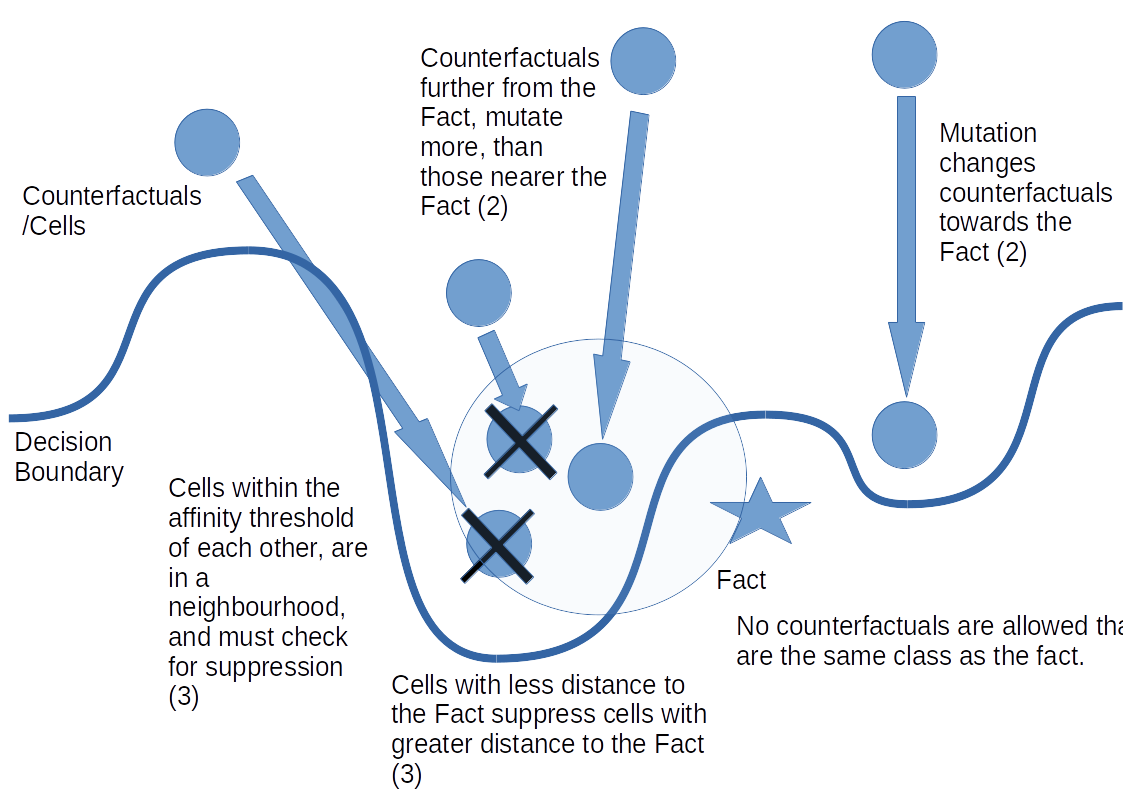 Counterfactuals
further from the
Fact, mutate
more, than
those nearer the
Fact (2)
Mutation
changes
counterfactuals
towards the
Fact (2)
Counterfactuals
/Cells
Decision
Boundary
Cells within the
affinity threshold
of each other, are
in a
neighbourhood,
and must check
for suppression
(3)
Fact
No counterfactuals are allowed
are the same class as the fact.
Cells with less distance to
the Fact suppress cells with
greater distance to the Fact
(3)